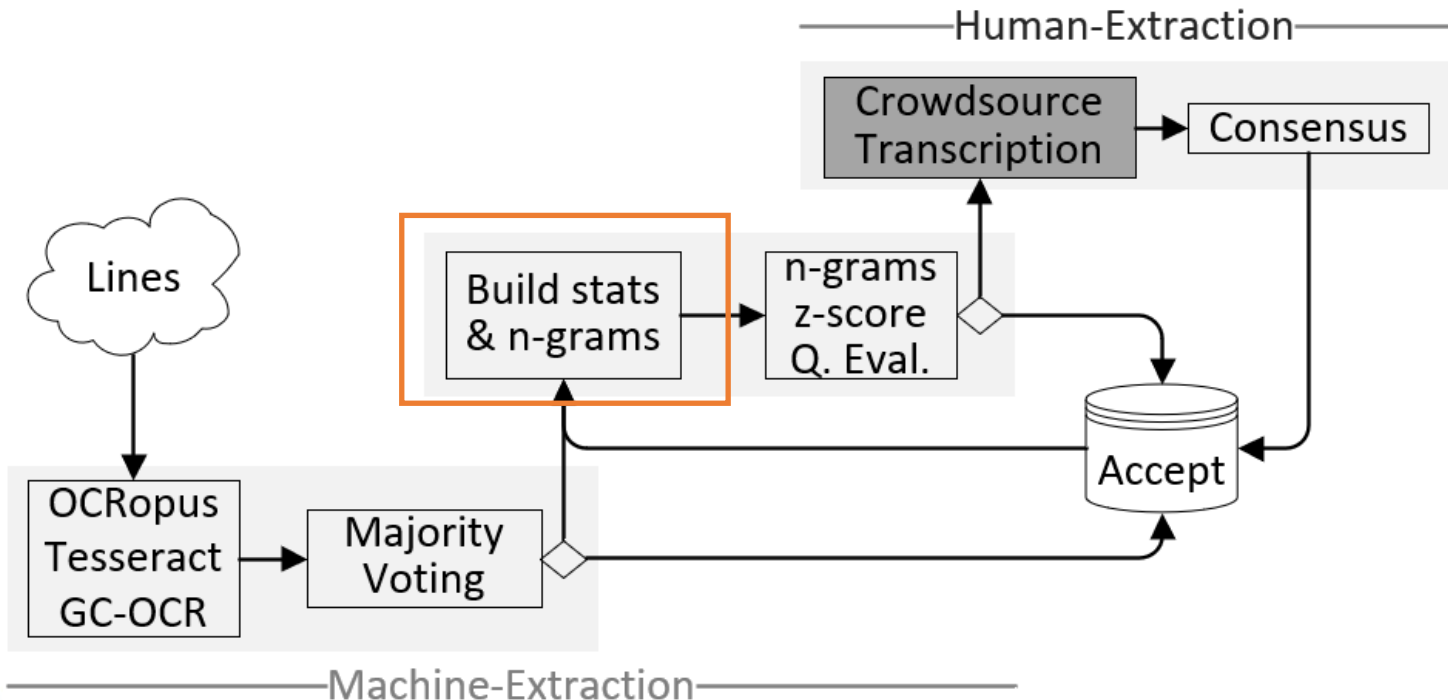 Human-Extraction
Crowdsource
Transcription
Consensus
Lines
Build stats
& n-grams
n-grams
z-score
Q. Eval.
Accept
OCRopus
Tesseract
GC-OCR
Majority
Voting
Machine-Extraction